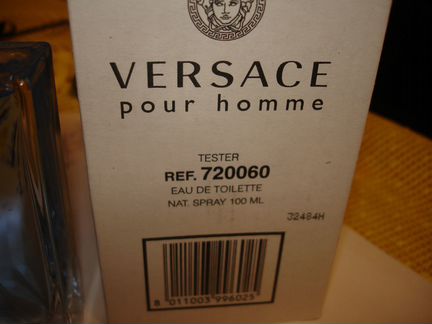 VERSACE
pour homme
TESTER
REF. 720060
EAU DE TOILETTE
NAT. SPRAY 100 ML
32484H
8 011003 996025